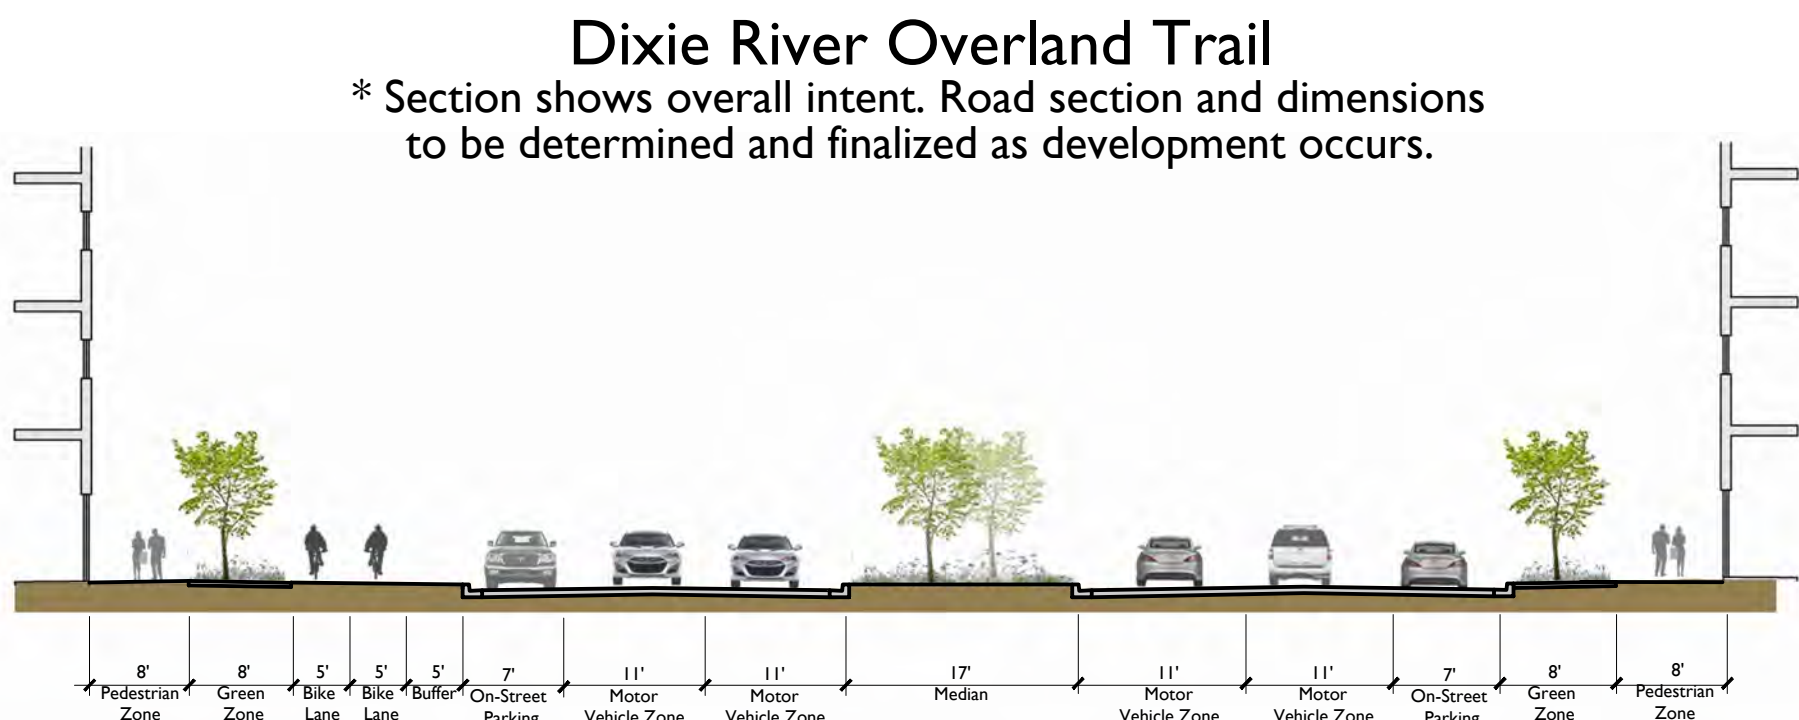 Dixie River Overland Trail
* Section shows overall intent. Road section and dimensions
to be determined and finalized as development occurs.
8' 8' 5' 5' 5' 7' 11' 11' 17' 11' 11' 7' 8' 8'
Pedestrian Green Bike Bike Buffer On-Street Motor Motor Median Motor Motor On-Street Green Pedestrian
Zone Zone Lane Lane Parking Vehicle Zone Vehicle Zone Vehicle Zone Vehicle Zone Parking Zone Zone